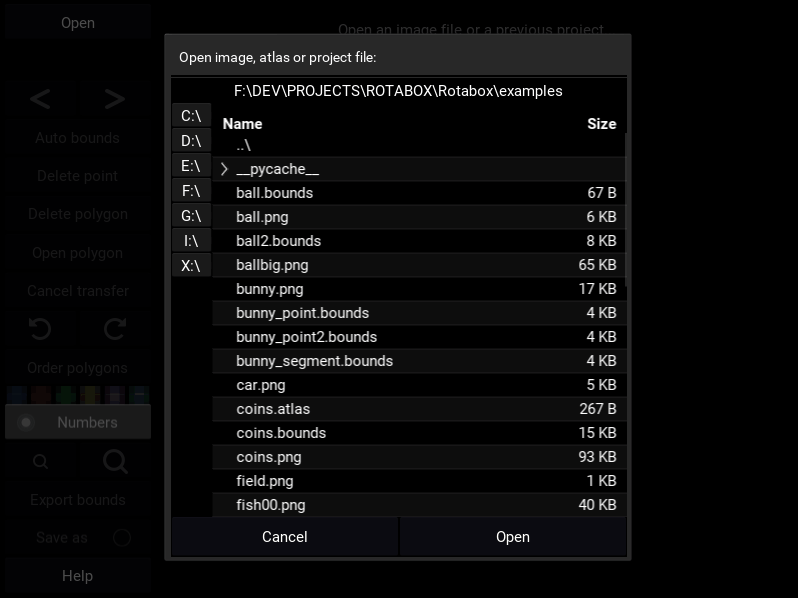 Open
Open an image file or a previous project
Open image, atlas or project file:
F:\DEV\PROJECTS\ROTABOX\Rotabox\examples
C:\
D:\
E:\
F:\
G:\
I:\
X:\
Name Size
..\
__pycache__
ball.bounds 67 B
ball.png 6 KB
ball2.bounds 8 KB
ballbig.png 65 KB
bunny.png 17 KB
bunny_point.bounds 4 KB
bunny_point2.bounds 4 KB
bunny_segment.bounds 4 KB
car.png 5 KB
coins.atlas 267 B
coins.bounds 15 KB
coins.png 93 KB
field.png 1 KB
fish00.png 40 KB
Cancel Open
Auto bounds
Delete point
Delete polygon
Open polygon
Cancel transfer
Order polygons
Numbers
Export bounds
Save as
Help